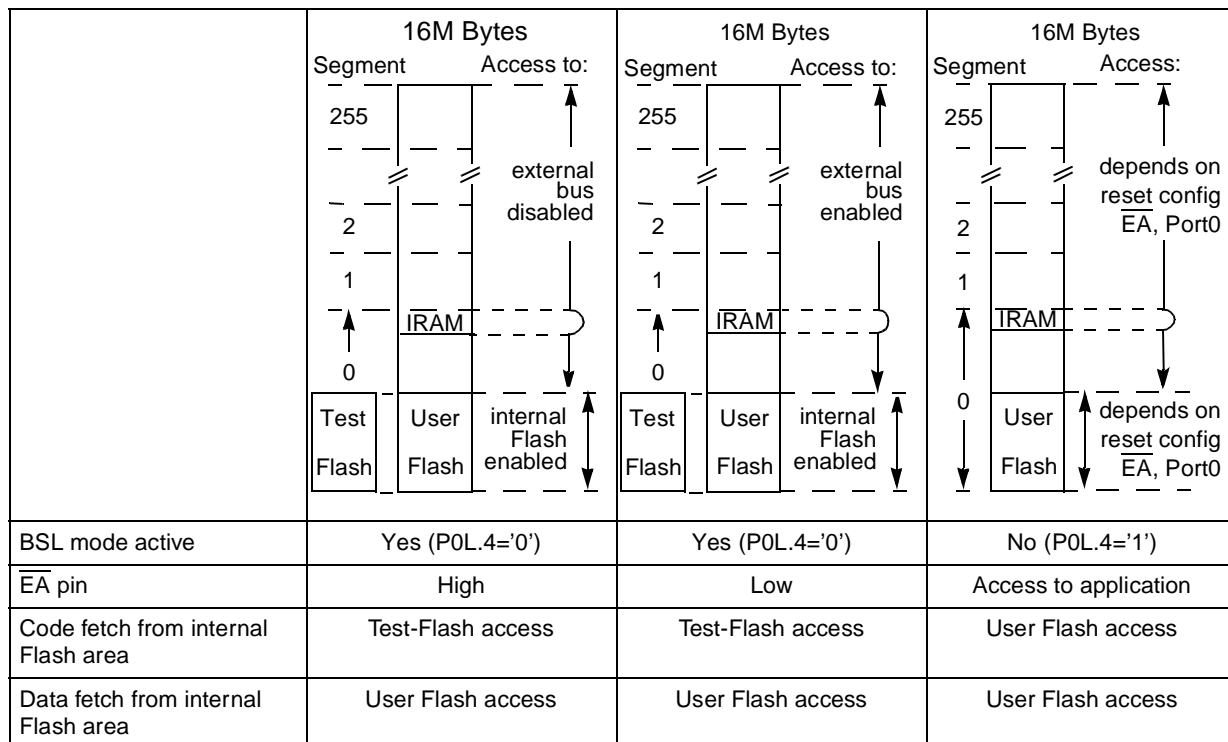 16M Bytes
Segment Access to:
255
external
bus
disabled
2
1
IRAM
0
Test
Flash
User
Flash
internal
Flash
enabled
16M Bytes
Segment Access to:
255
external
bus
enabled
2
1
IRAM
0
Test
Flash
User
Flash
internal
Flash
enabled
16M Bytes
Segment Access:
255
depends on
reset config
EA, Port0
2
1
IRAM
0
User
Flash
depends on
reset config
EA, Port0
BSL mode active Yes (P0L.4=’0’) Yes (P0L.4=’0’) No (P0L.4=’1’)
EA pin High Low Access to application
Code fetch from internal Test-Flash access Test-Flash access User Flash access
Flash area
Data fetch from internal User Flash access User Flash access User Flash access
Flash area